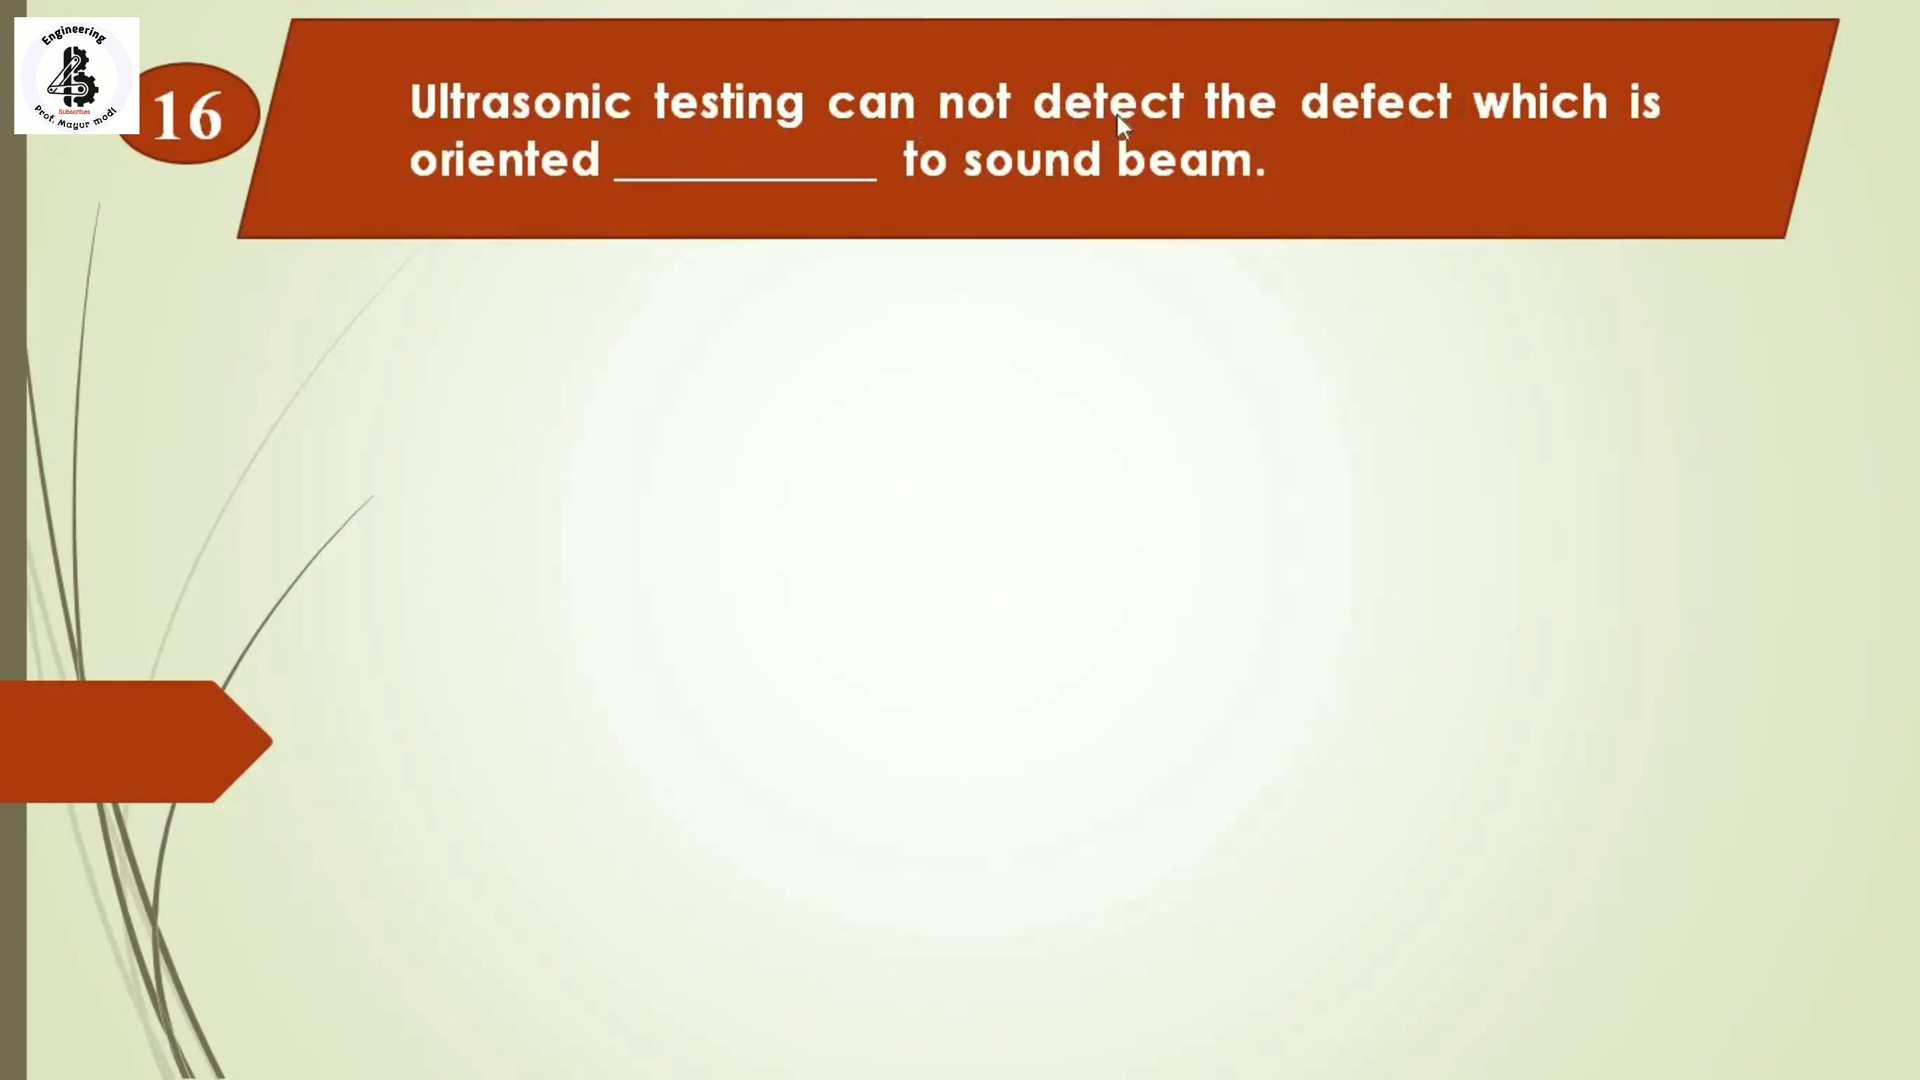 Engineering
Subscribes
Prof. Mayur modi
16
Ultrasonic testing can not detect the defect which is
oriented ___________ to sound beam.